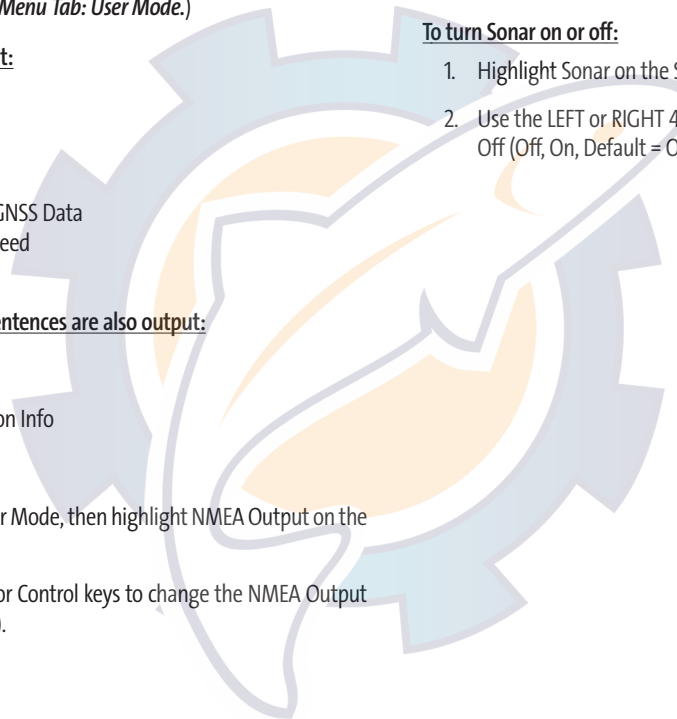 Menu Tab: User Mode.)
t:
GNSS Data
eed
entences are also output:
on Info
r Mode, then highlight NMEA Output on the
or Control keys to change the NMEA Output
).
To turn Sonar on or off:
1. Highlight Sonar on the S
2. Use the LEFT or RIGHT 4
Off (Off, On, Default = O